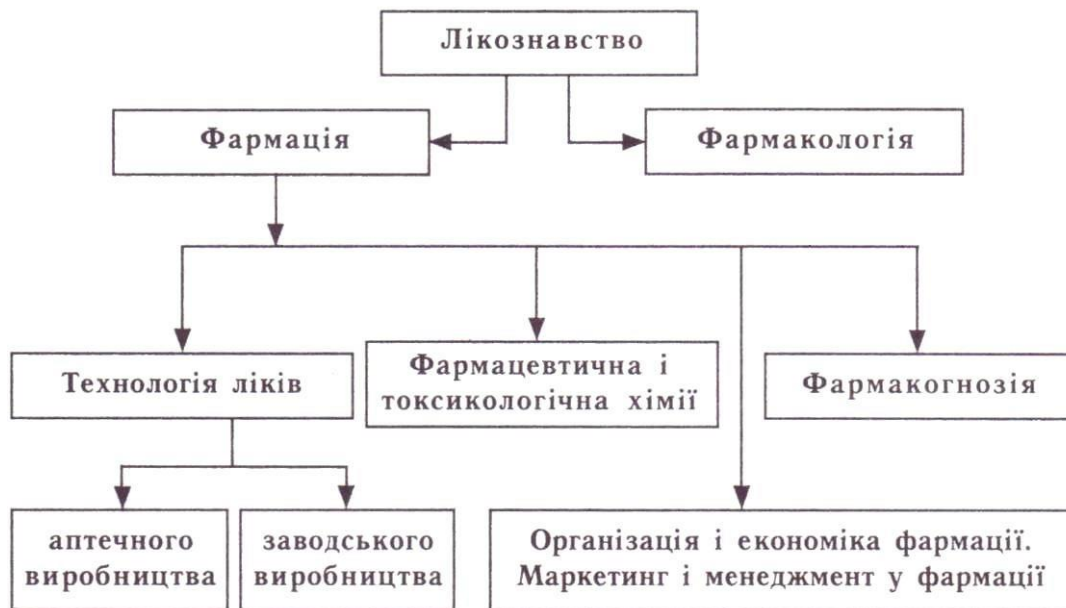 Лікознавство
Фармація
Фармакологія
Технологія ліків
Фармацевтична і
токсикологічна хімії
Фармакогнозія
аптечного
виробництва
заводського
виробництва
Організація і економіка фармації.
Маркетинг і менеджмент у фармації